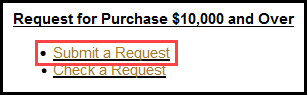 Request for Purchase $10,000 and Over
Submit a Request
Check a Request